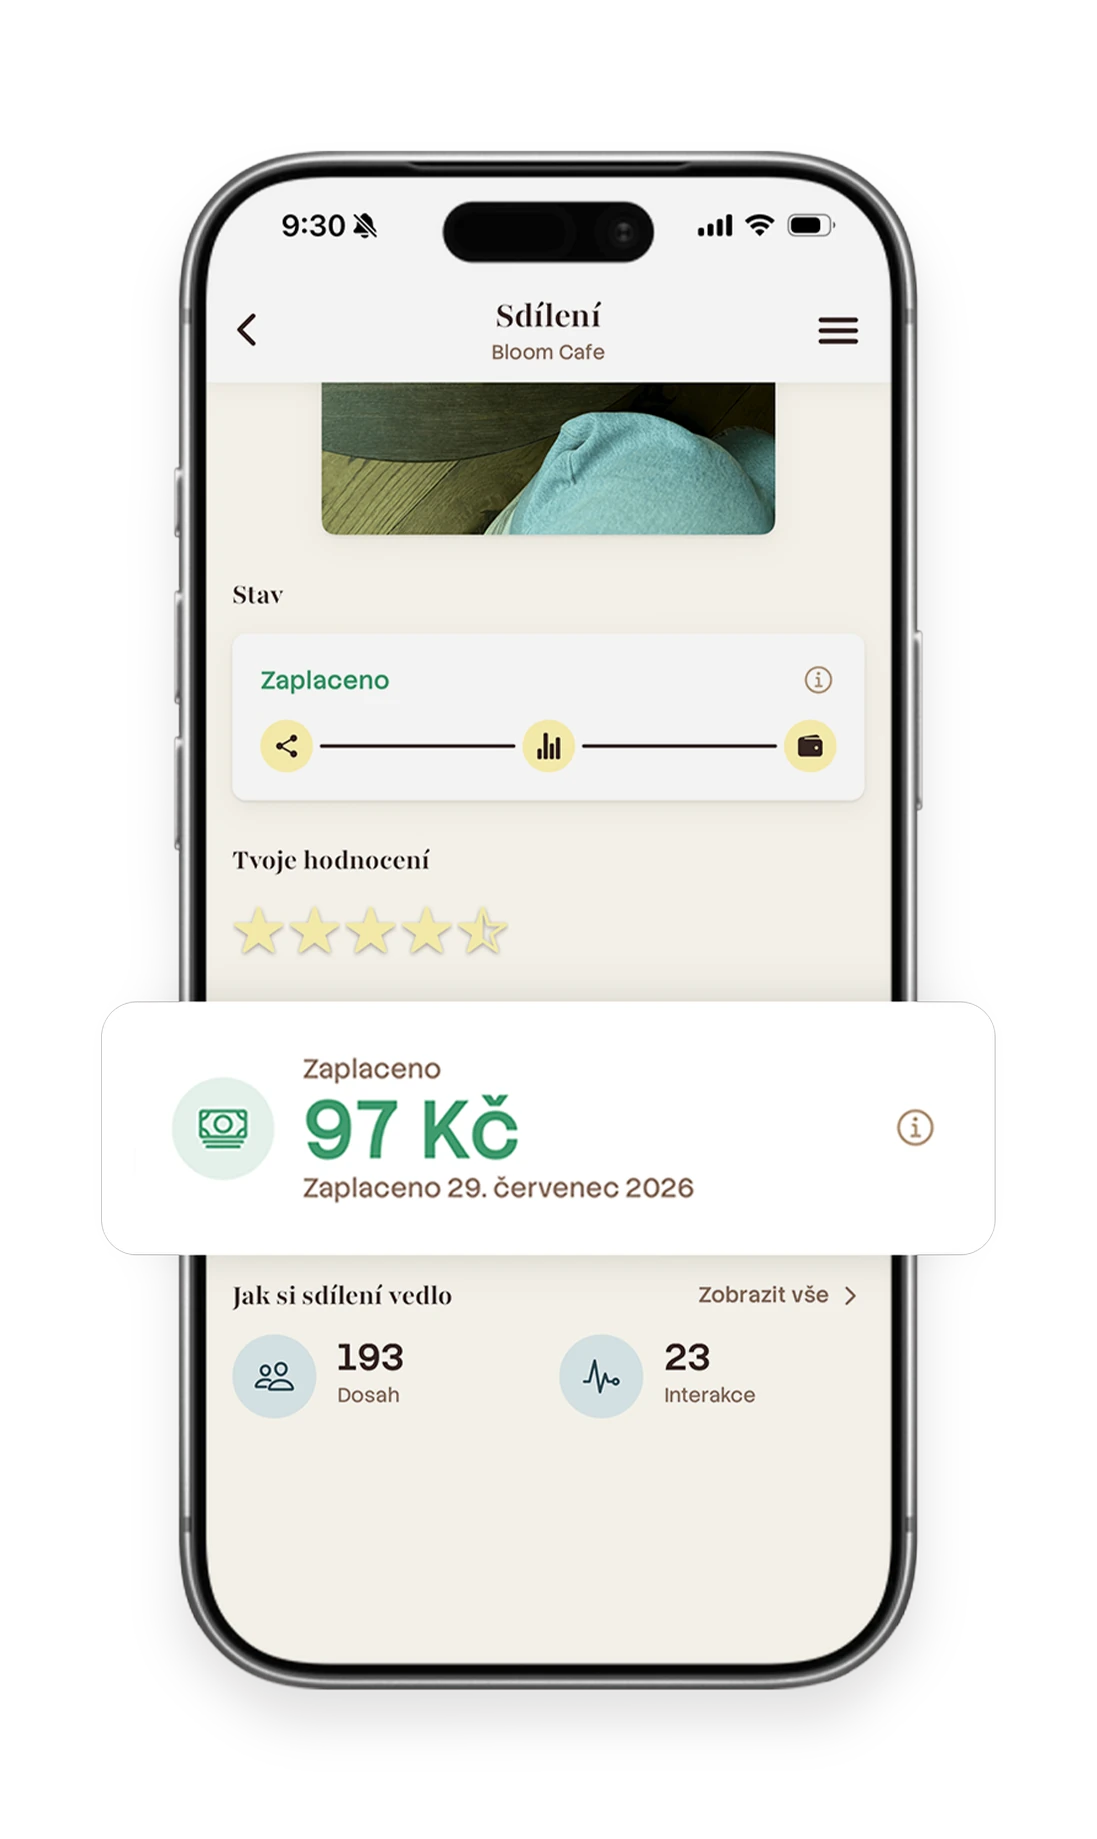 9:30
Sdílení
Bloom Cafe
Stav
Zaplaceno
Tvoje hodnocení
Zaplaceno
97 Kč
Zaplaceno 29. červenec 2026
Jak si sdílení vedlo
Zobrazit vše
193
Dosah
23
Interakce